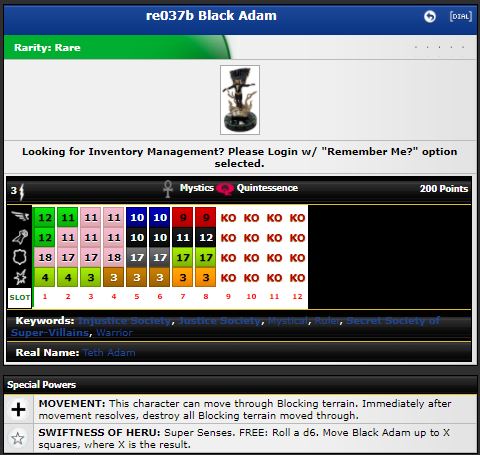 re037b Black Adam
[DIAL]
Rarity: Rare
Looking for Inventory Management? Please Login w/ "Remember Me?" option
selected.
3 Mystics Quintessence 200 Points
12 11 11 11 10 10 9 9 KO KO KO KO
12 11 11 11 10 10 11 12 KO KO KO KO
18 17 17 18 17 17 17 17 KO KO KO KO
4 4 3 3 3 3 3 3 KO KO KO KO
SLOT 1 2 3 4 5 6 7 8 9 10 11 12
Keywords: Injustice Society, Justice Society, Mystical, Ruler, Secret Society of
Super-Villains, Warrior
Real Name: Teth Adam
Special Powers
MOVEMENT: This character can move through Blocking terrain. Immediately after
movement resolves, destroy all Blocking terrain moved through.
SWIFTNESS OF HERU: Super Senses. FREE: Roll a d6. Move Black Adam up to X
squares, where X is the result.